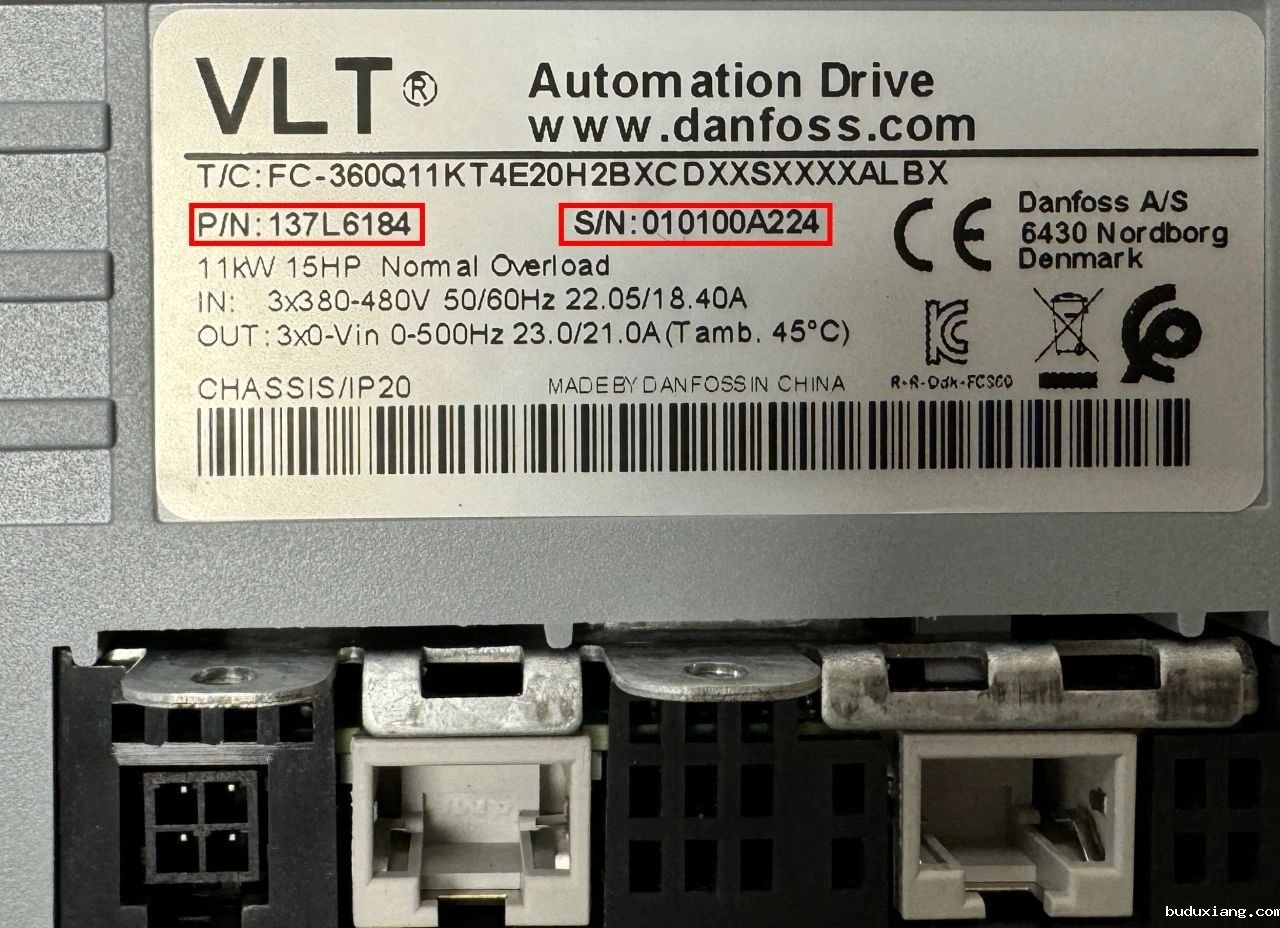 VLT® Automation Drive
www.danfoss.com
T/C:FC-360Q11KT4E20H2BXCDXXSXXXXALBX
P/N:137L6184 S/N:010100A224
11kW 15HP Normal Overload
IN: 3x380-480V 50/60Hz 22.05/18.40A
OUT:3x0-Vin 0-500Hz 23.0/21.0A(Tamb. 45°C)
CHASSIS/IP20 MADE BY DANFOSS IN CHINA
CE
Danfoss A/S
6430 Nordborg
Denmark
buduxiang.com